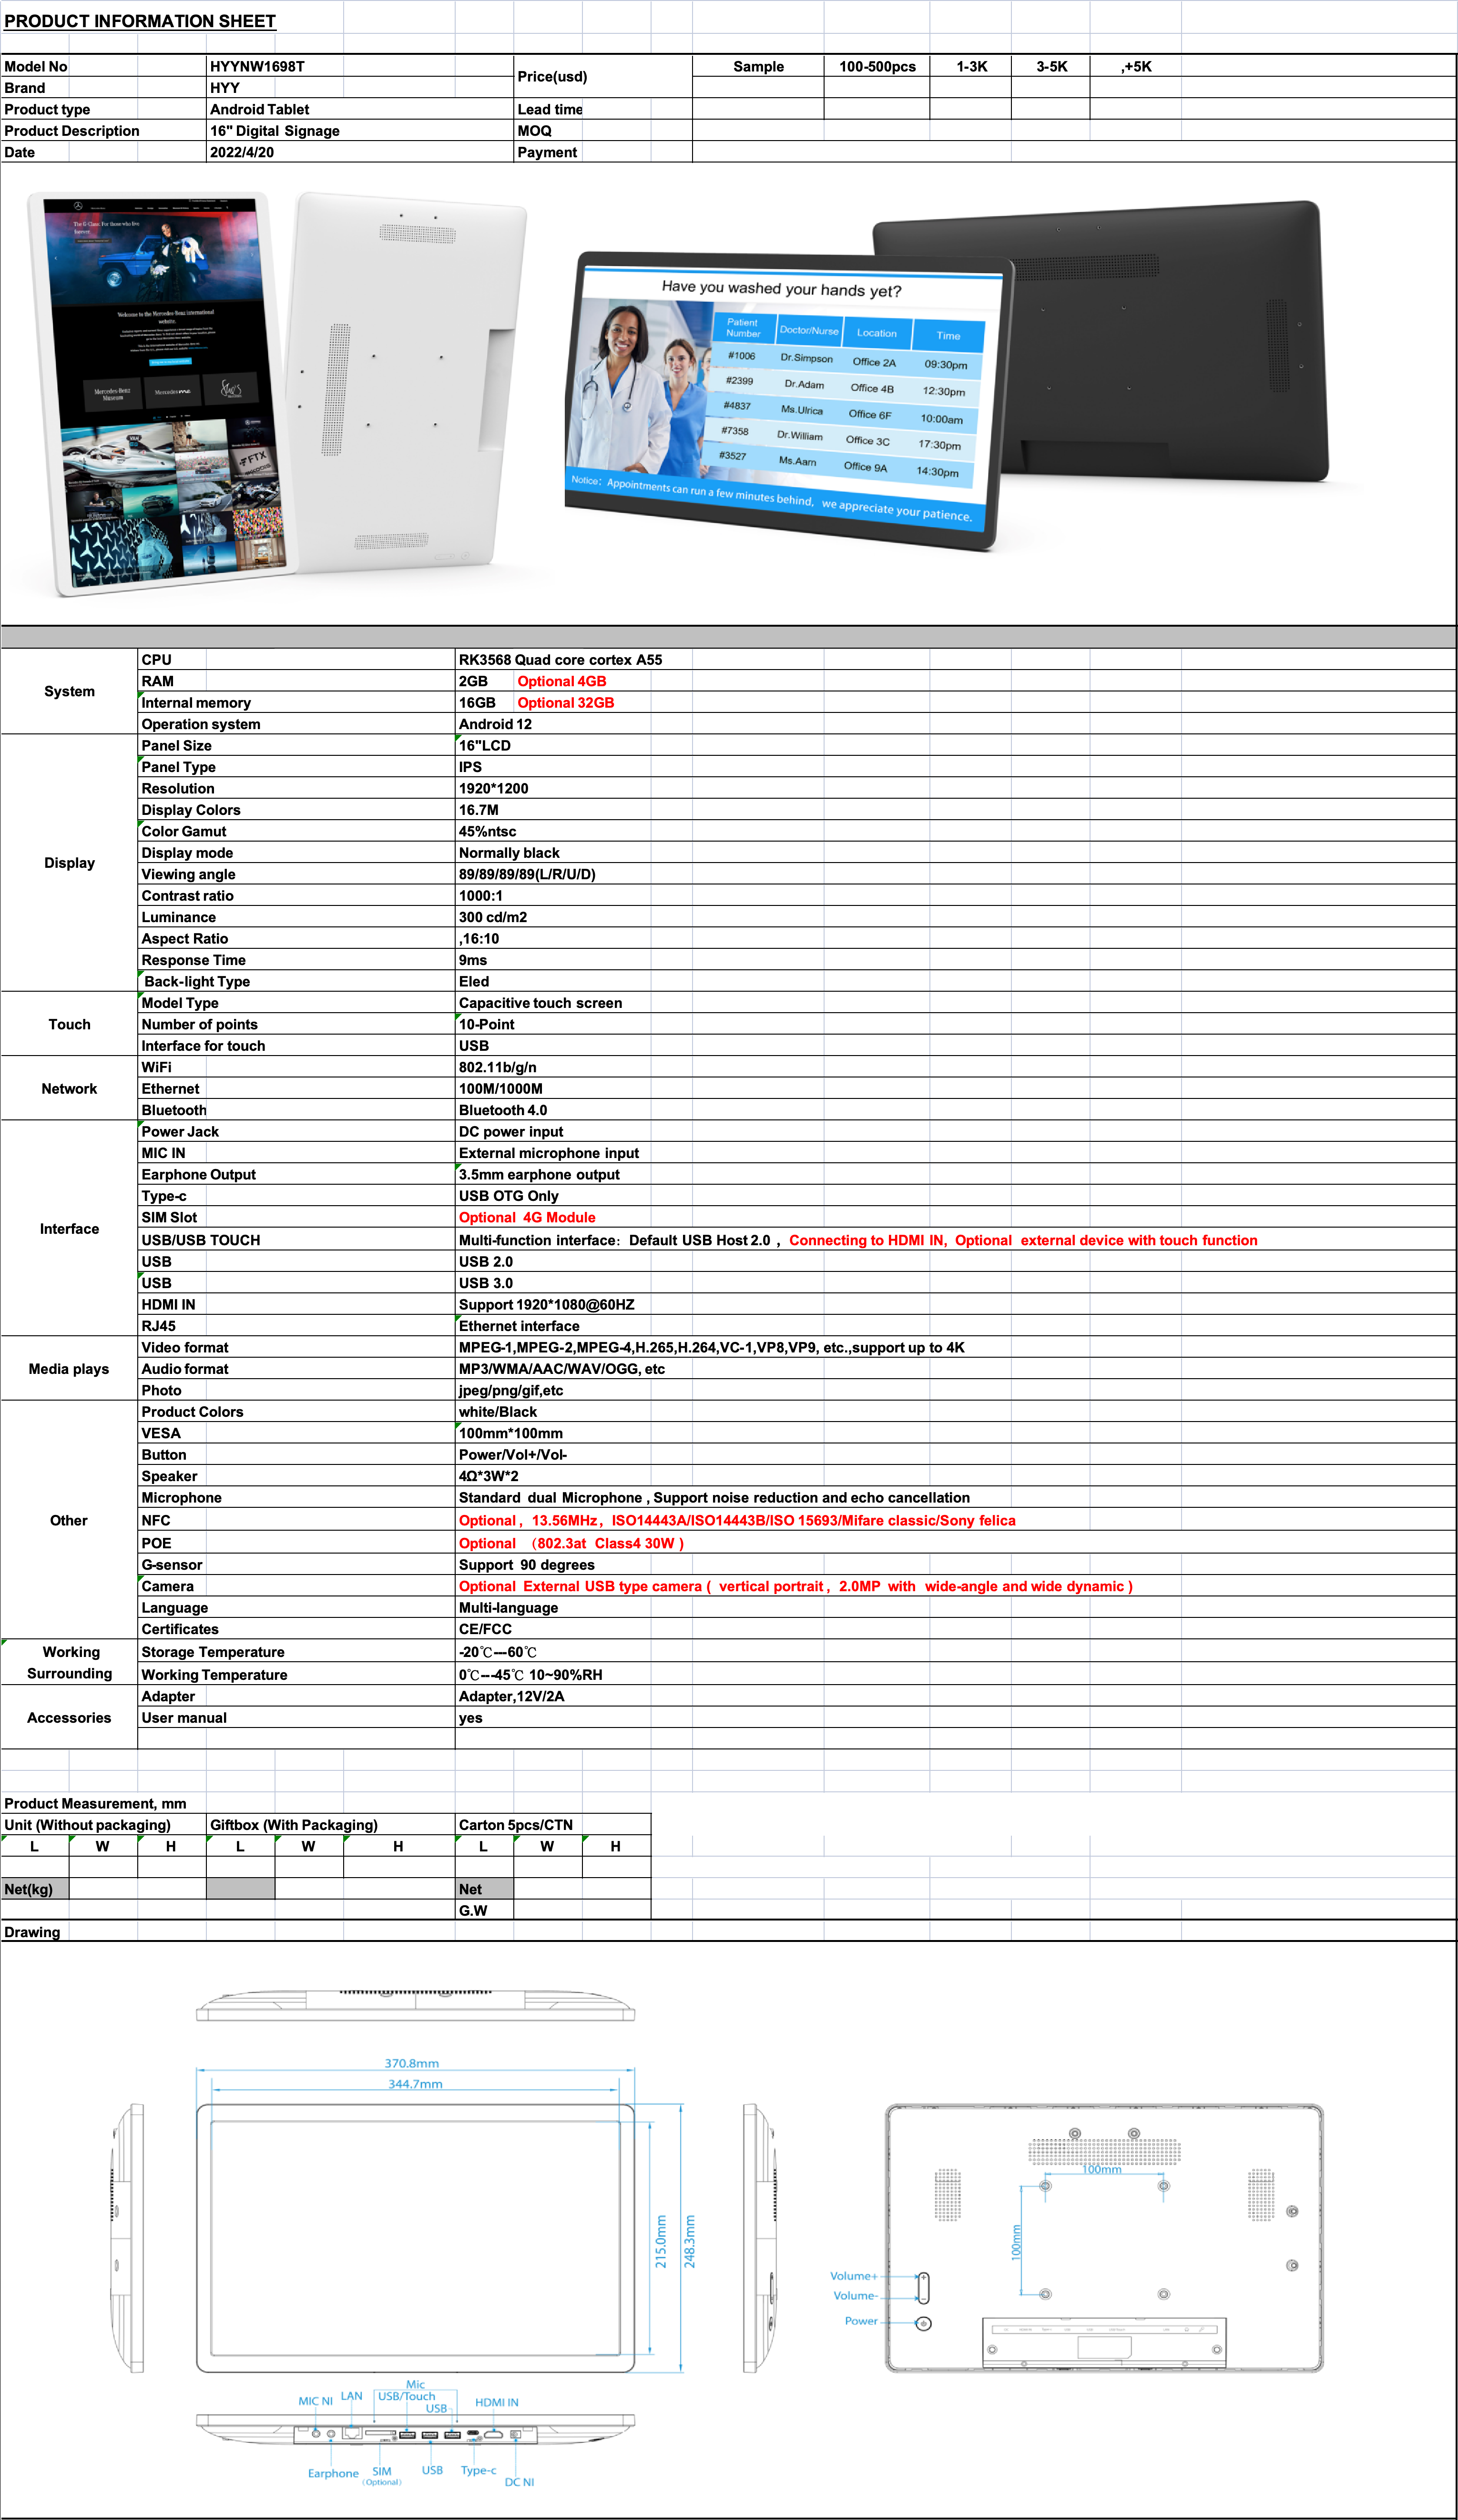 PRODUCT INFORMATION SHEET
Model No HYYNW1698T Price(usd) Sample 100-500pcs 1-3K 3-5K ,+5K
Brand HYY
Product type Android Tablet Lead time
Product Description 16" Digital Signage MOQ
Date 2022/4/20 Payment
The G-Class. For those who live
forever.
Welcome to the Mercedes-Benz international
website.
Mercedes-Benz
Museum
FTX
Have you washed your hands yet?
Patient Number Doctor/Nurse Location Time
#1006 Dr.Simpson Office 2A 09:30pm
#2399 Dr.Adam Office 4B 12:30pm
#4837 Ms.Ulrica Office 6F 10:00am
#7358 Dr.William Office 3C 17:30pm
#3527 Ms.Aarn Office 9A 14:30pm
Notice: Appointments can run a few minutes behind, we appreciate your patience.
System
CPU RK3568 Quad core cortex A55
RAM 2GB Optional 4GB
Internal memory 16GB Optional 32GB
Operation system Android 12
Display
Panel Size 16"LCD
Panel Type IPS
Resolution 1920*1200
Display Colors 16.7M
Color Gamut 45%ntsc
Display mode Normally black
Viewing angle 89/89/89/89(L/R/U/D)
Contrast ratio 1000:1
Luminance 300 cd/m2
Aspect Ratio ,16:10
Response Time 9ms
Back-light Type Eled
Touch
Model Type Capacitive touch screen
Number of points 10-Point
Interface for touch USB
Network
WiFi 802.11b/g/n
Ethernet 100M/1000M
Bluetooth Bluetooth 4.0
Interface
Power Jack DC power input
MIC IN External microphone input
Earphone Output 3.5mm earphone output
Type-c USB OTG Only
SIM Slot Optional 4G Module
USB/USB TOUCH Multi-function interface: Default USB Host 2.0 , Connecting to HDMI IN, Optional external device with touch function
USB USB 2.0
USB USB 3.0
HDMI IN Support 1920*1080@60HZ
RJ45 Ethernet interface
Media plays
Video format MPEG-1,MPEG-2,MPEG-4,H.265,H.264,VC-1,VP8,VP9, etc.,support up to 4K
Audio format MP3/WMA/AAC/WAV/OGG, etc
Photo jpeg/png/gif,etc
Other
Product Colors white/Black
VESA 100mm*100mm
Button Power/Vol+/Vol-
Speaker 4Ω*3W*2
Microphone Standard dual Microphone , Support noise reduction and echo cancellation
NFC Optional , 13.56MHz, ISO14443A/ISO14443B/ISO 15693/Mifare classic/Sony felica
POE Optional （802.3at Class4 30W )
G-sensor Support 90 degrees
Camera Optional External USB type camera ( vertical portrait , 2.0MP with wide-angle and wide dynamic )
Language Multi-language
Certificates CE/FCC
Working Surrounding
Storage Temperature -20℃---60℃
Working Temperature 0℃---45℃ 10~90%RH
Accessories
Adapter Adapter,12V/2A
User manual yes
Product Measurement, mm
Unit (Without packaging) Giftbox (With Packaging) Carton 5pcs/CTN
L W H L W H L W H
Net(kg) Net
G.W
Drawing
370.8mm
344.7mm
215.0mm
248.3mm
100mm
100mm
Volume+
Volume-
Power
Mic
MIC NI LAN USB/Touch HDMI IN
USB
Earphone SIM USB Type-c
(Optional) DC NI